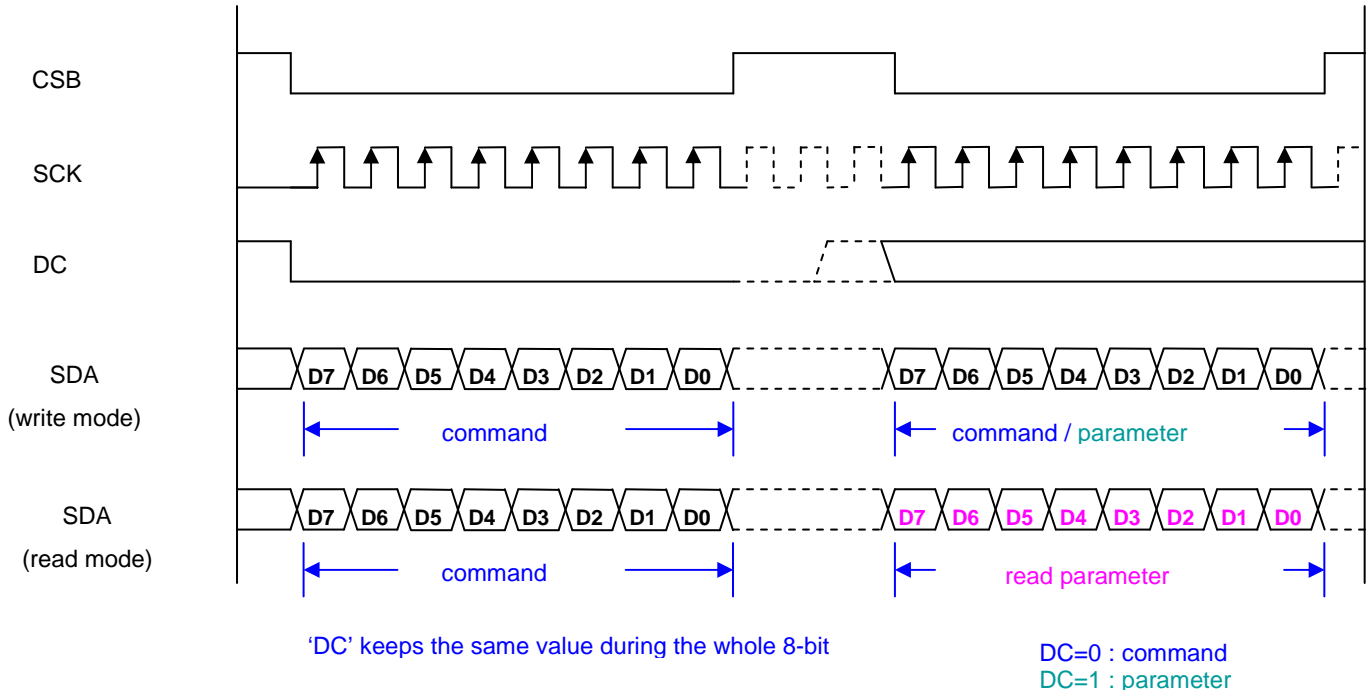 CSB
SCK
DC
SDA
(write mode)
D7 D6 D5 D4 D3 D2 D1 D0
D7 D6 D5 D4 D3 D2 D1 D0
command
command / parameter
SDA
(read mode)
D7 D6 D5 D4 D3 D2 D1 D0
D7 D6 D5 D4 D3 D2 D1 D0
command
read parameter
‘DC’ keeps the same value during the whole 8-bit
DC=0 : command
DC=1 : parameter